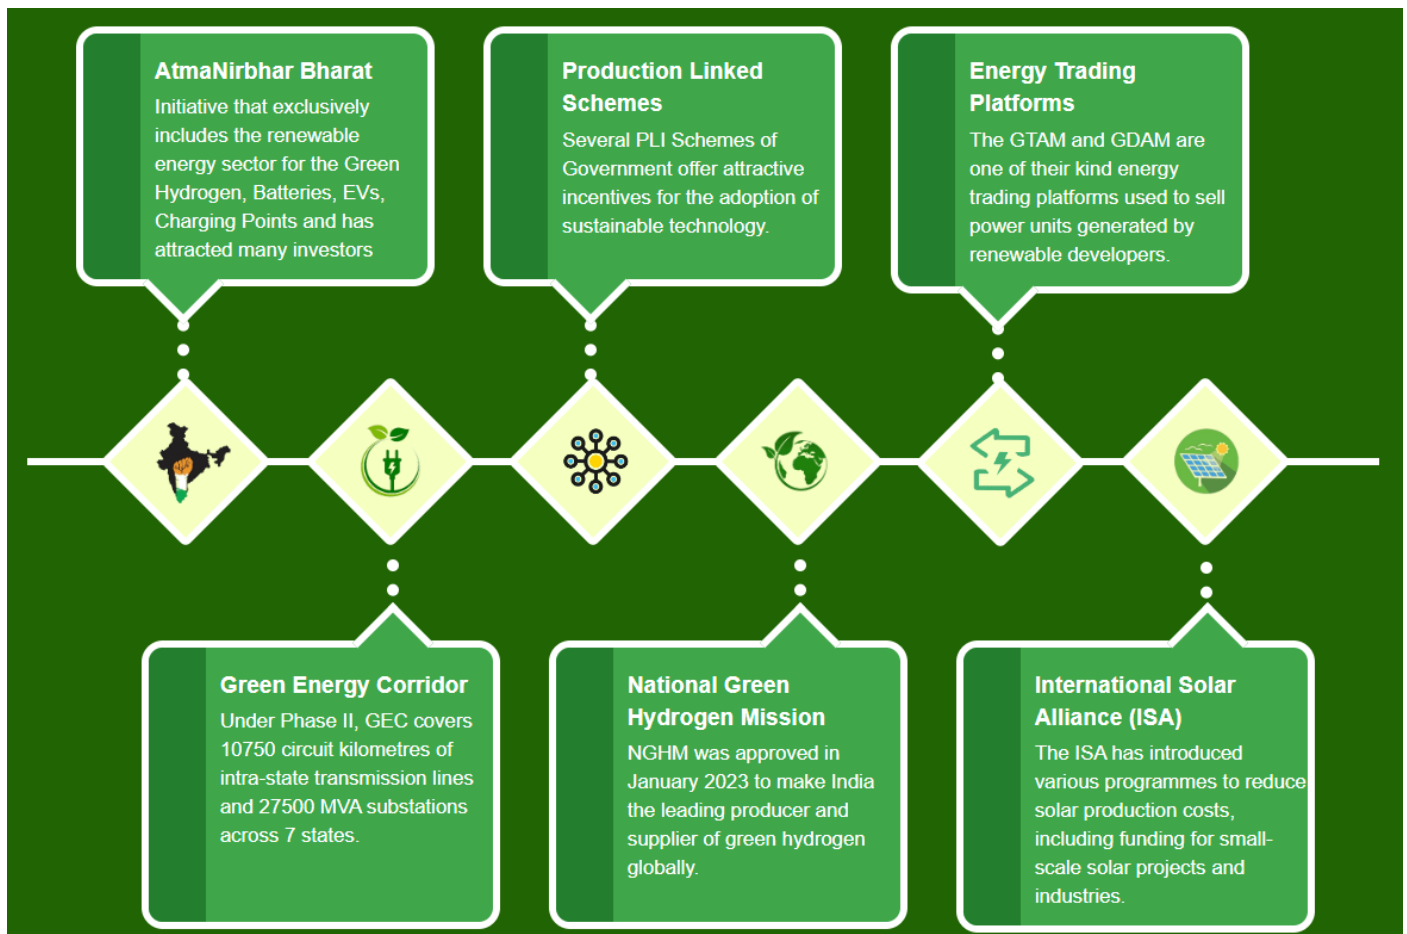 AtmaNirbhar Bharat
Initiative that exclusively
includes the renewable
energy sector for the Green
Hydrogen, Batteries, EVs,
Charging Points and has
attracted many investors
Production Linked
Schemes
Several PLI Schemes of
Government offer attractive
incentives for the adoption of
sustainable technology.
Energy Trading
Platforms
The GTAM and GDAM are
one of their kind energy
trading platforms used to sell
power units generated by
renewable developers.
Green Energy Corridor
Under Phase II, GEC covers
10750 circuit kilometres of
intra-state transmission lines
and 27500 MVA substations
across 7 states.
National Green
Hydrogen Mission
NGHM was approved in
January 2023 to make India
the leading producer and
supplier of green hydrogen
globally.
International Solar
Alliance (ISA)
The ISA has introduced
various programmes to reduce
solar production costs,
including funding for small-
scale solar projects and
industries.